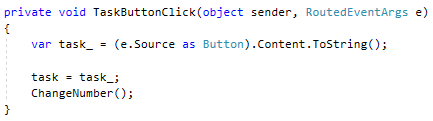 private void TaskButtonClick(object sender, RoutedEventArgs e)
{
    var task_ = (e.Source as Button).Content.ToString();

    task = task_;
    ChangeNumber();
}